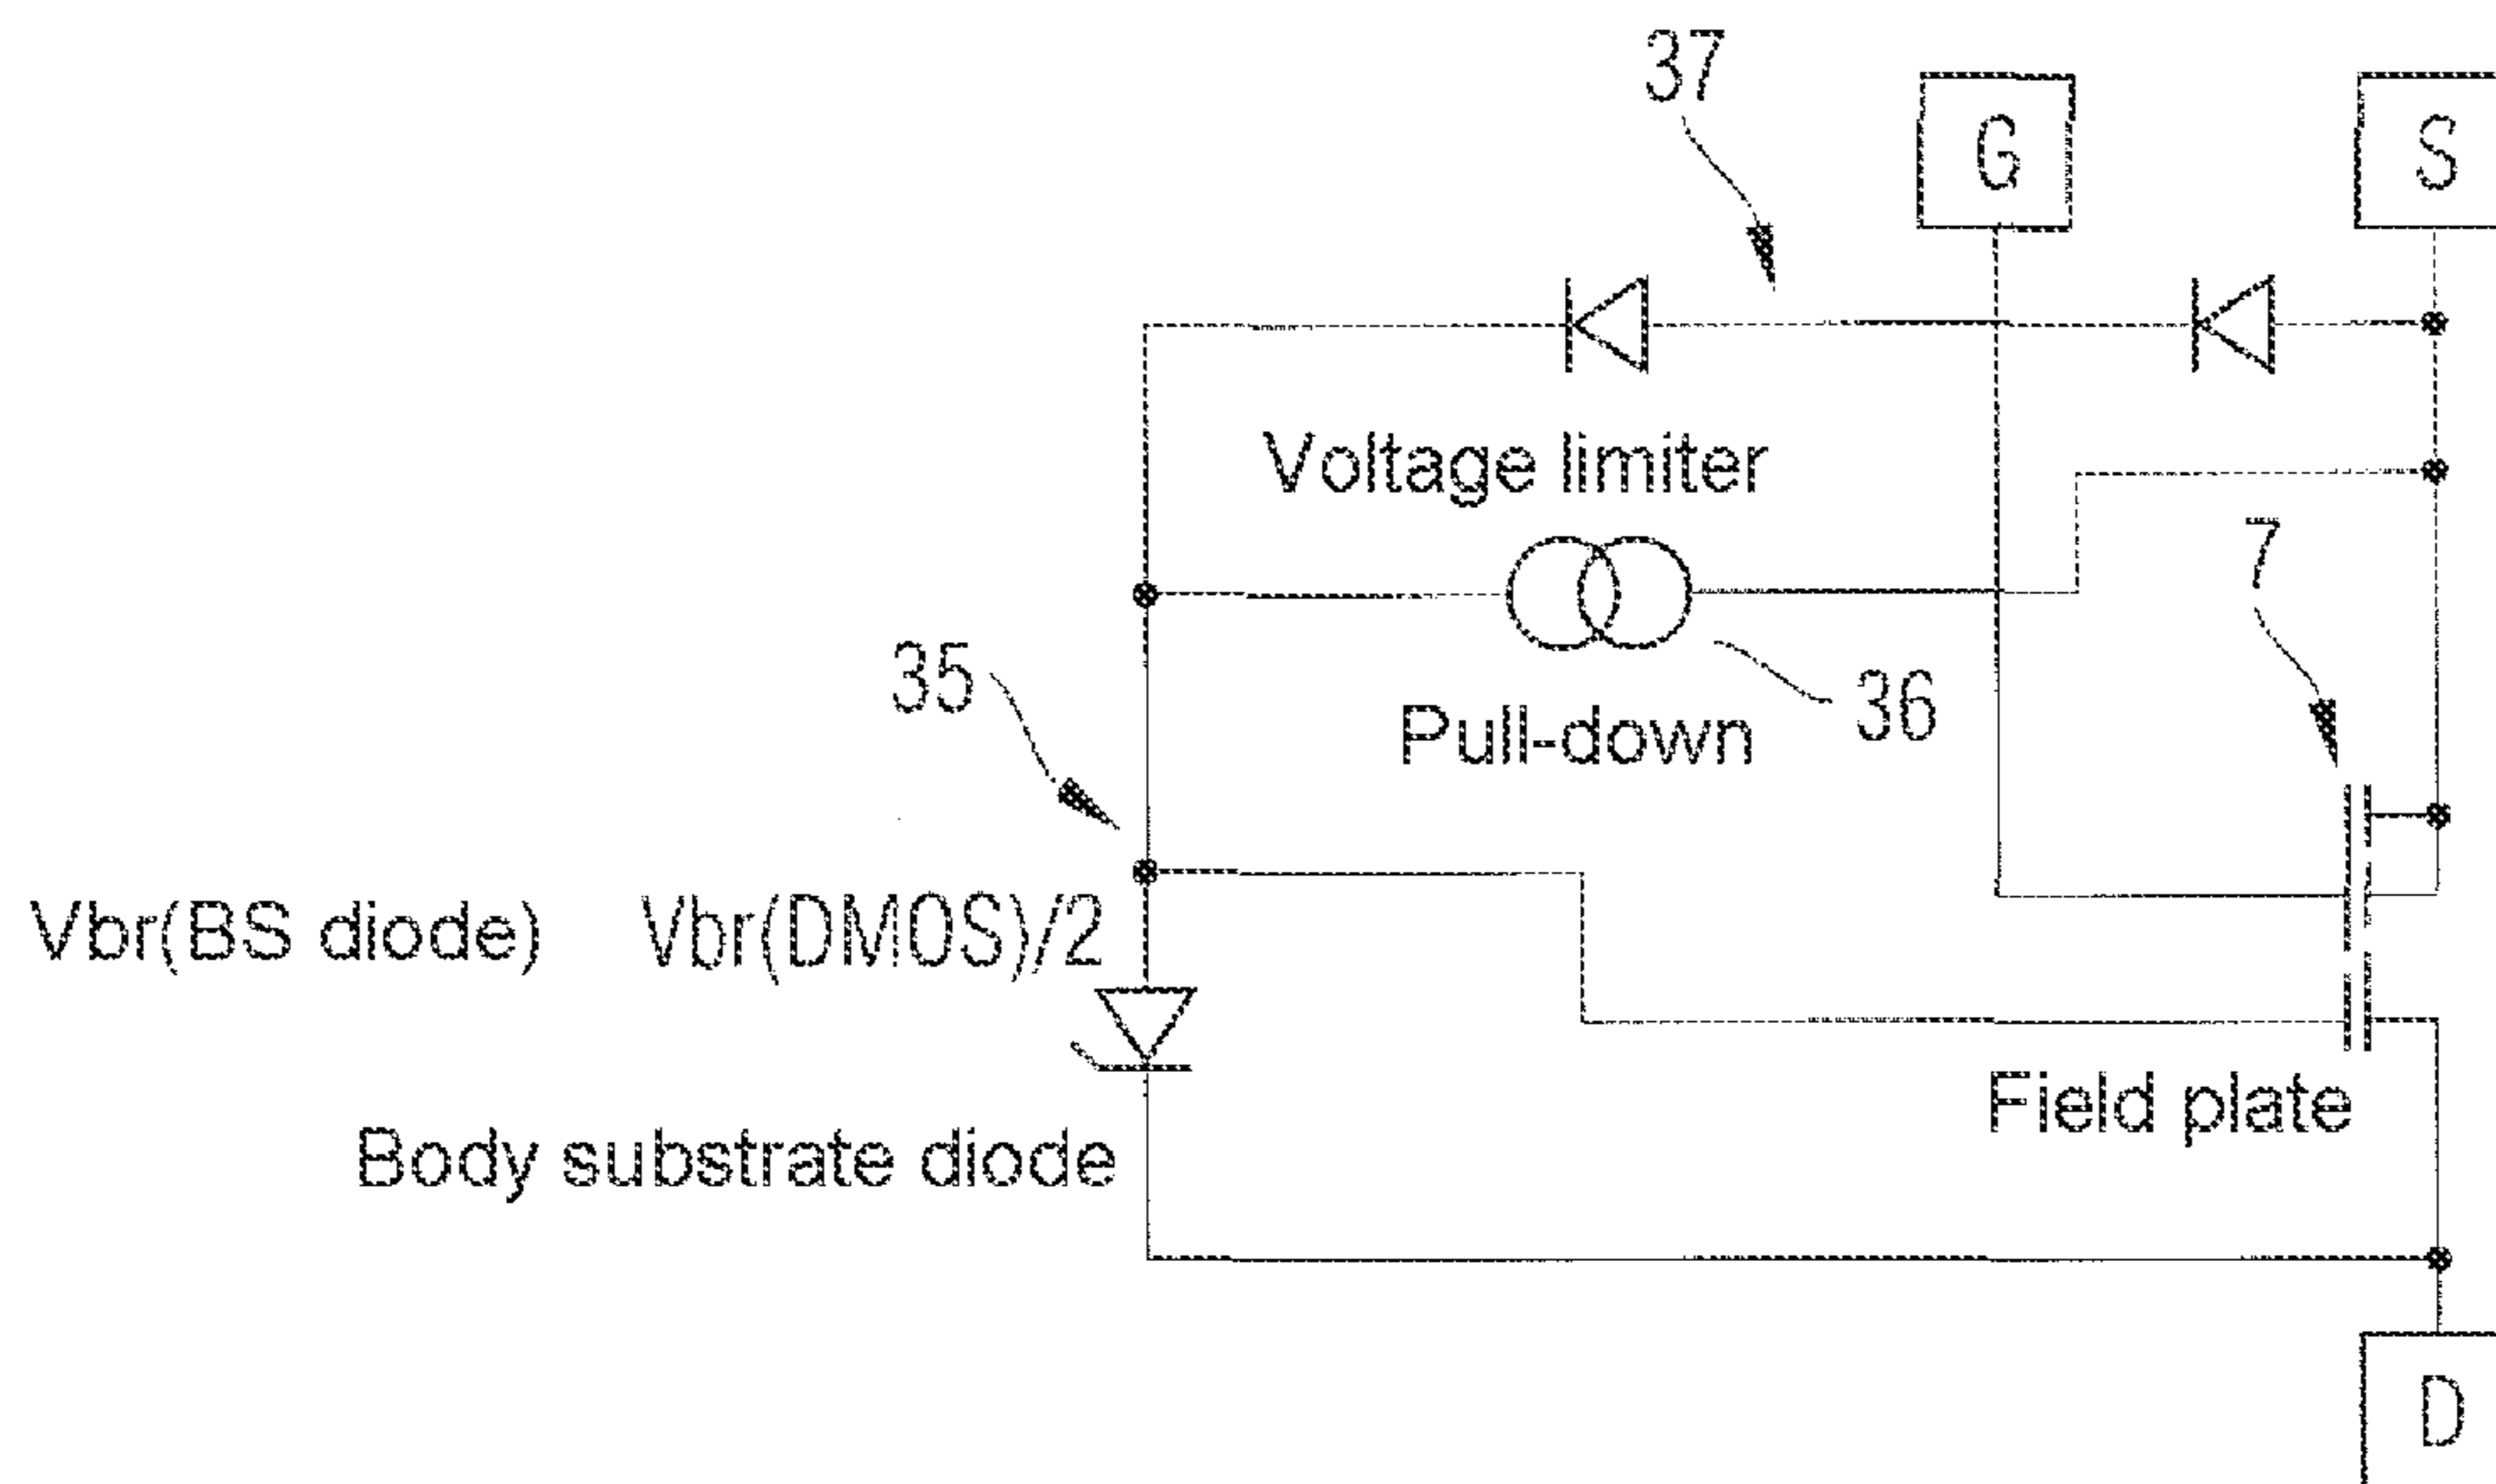 37
G
S
Voltage limiter
7
35
36
Pull-down
Vbr(BS diode) Vbr(DMOS)/2
Field plate
Body substrate diode
D